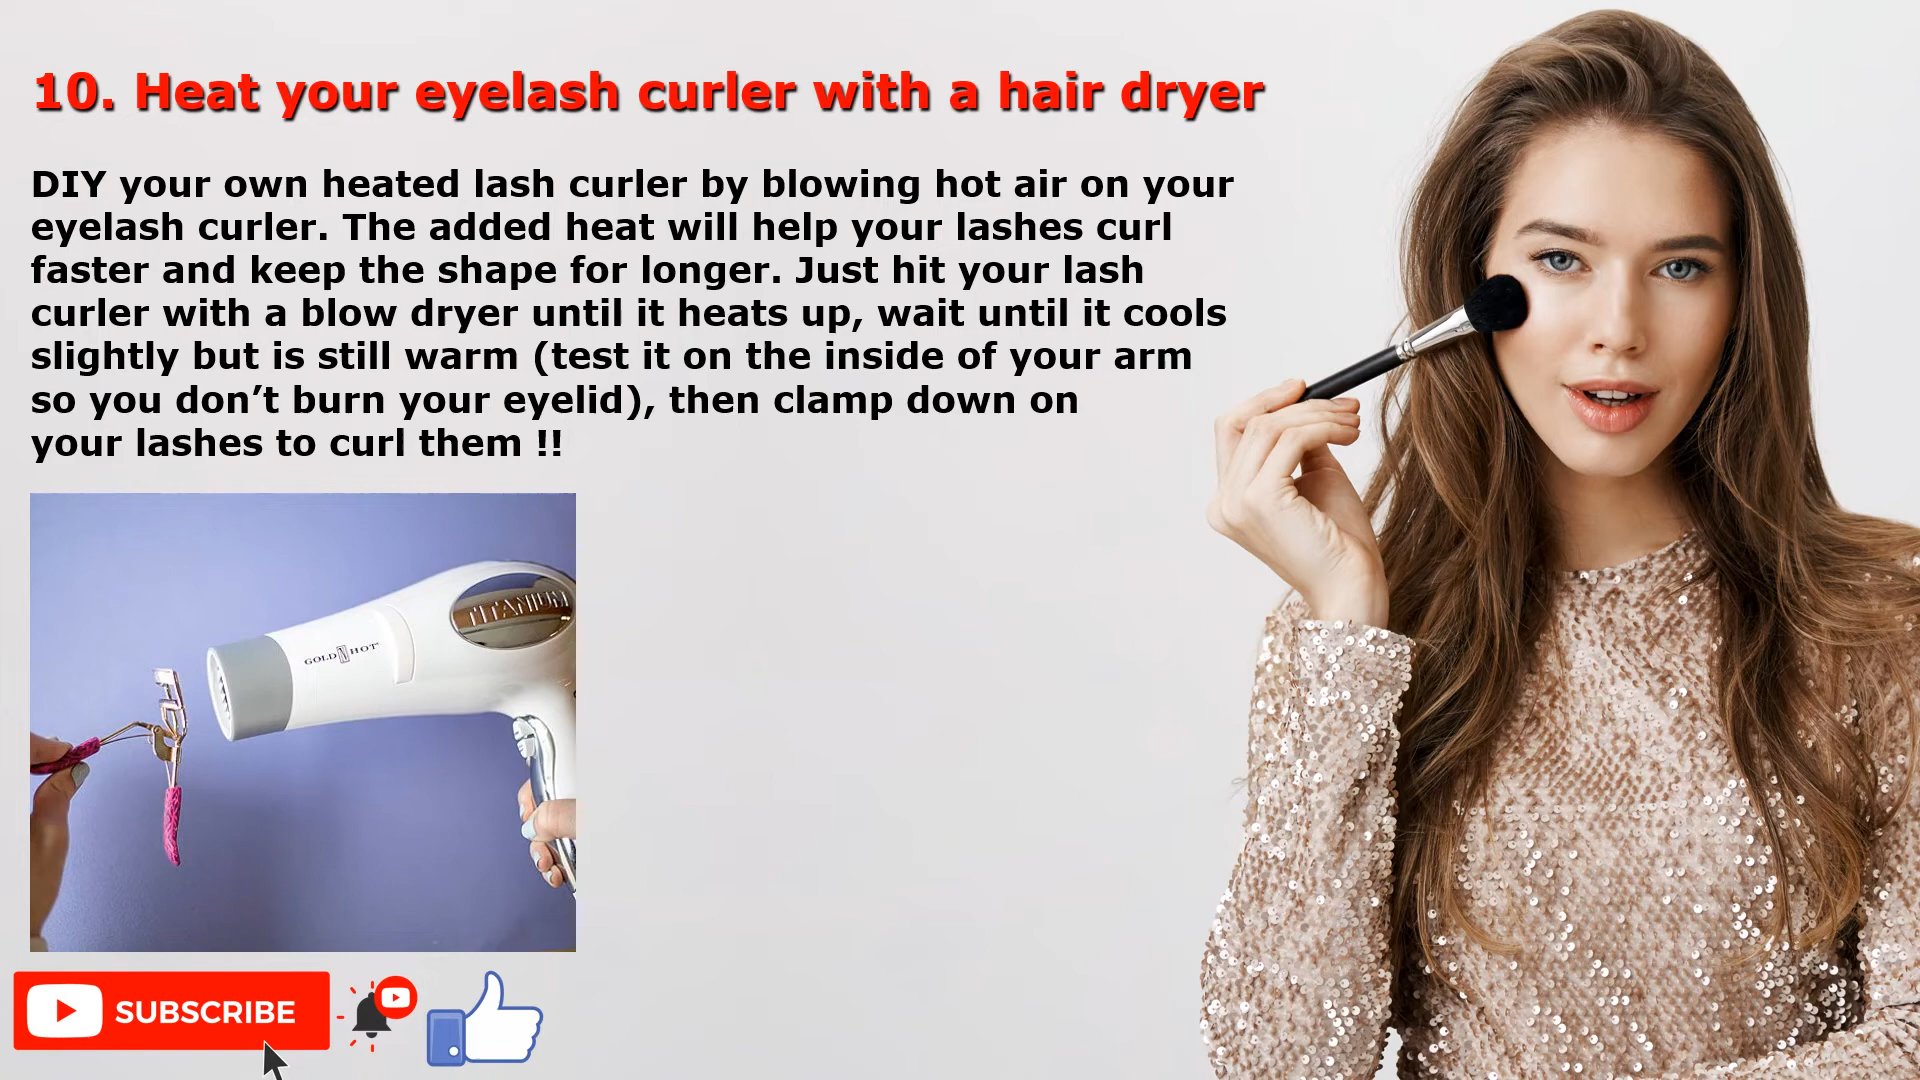 10. Heat your eyelash curler with a hair dryer
DIY your own heated lash curler by blowing hot air on your
eyelash curler. The added heat will help your lashes curl
faster and keep the shape for longer. Just hit your lash
curler with a blow dryer until it heats up, wait until it cools
slightly but is still warm (test it on the inside of your arm
so you don’t burn your eyelid), then clamp down on
your lashes to curl them !!
TITANIUM
GOLD N HOT
SUBSCRIBE